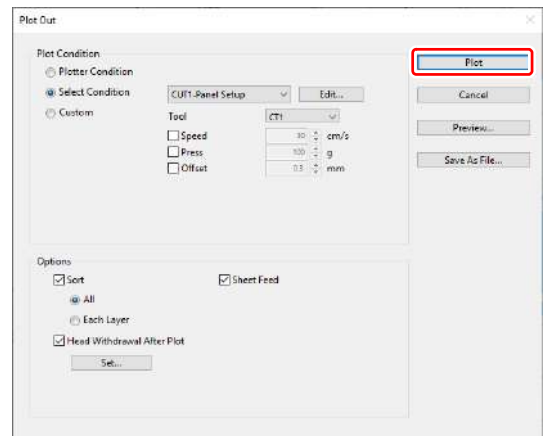 Plot Out
Plot Condition
Plotter Condition
Select Condition
CUT1-Panel Setup
Edit...
Custom
Tool
CT1
Speed
30
cm/s
Press
100
g
Offset
0.3
mm
Plot
Cancel
Preview...
Save As File...
Options
Sort
Sheet Feed
All
Each Layer
Head Withdrawal After Plot
Set...